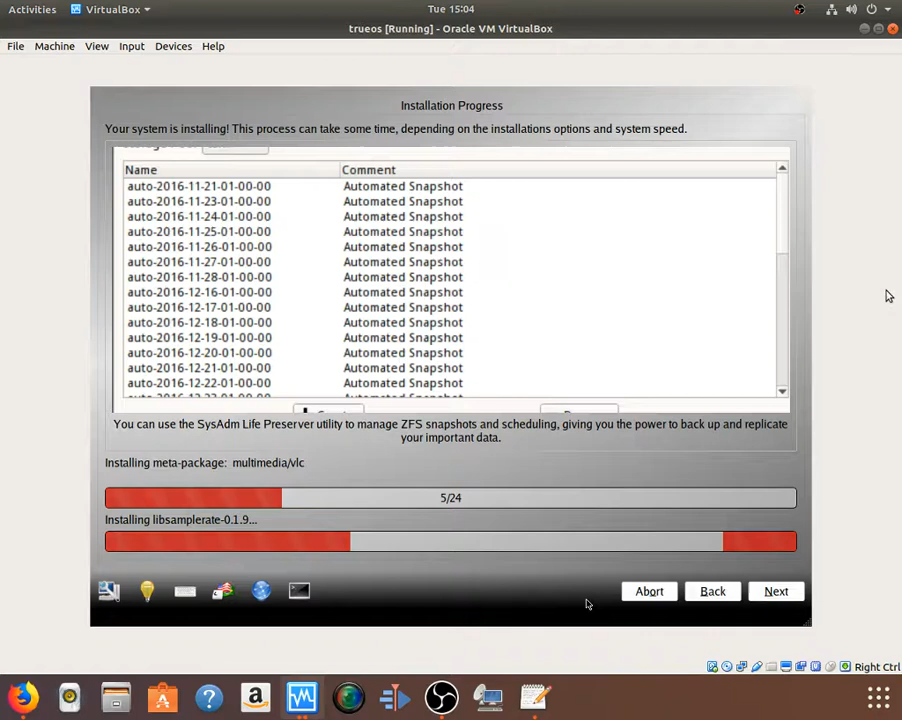 Activities VirtualBox Tue 15:04
trueos [Running] - Oracle VM VirtualBox
File Machine View Input Devices Help
Installation Progress
Your system is installing! This process can take some time, depending on the installations options and system speed.
Name Comment
auto-2016-11-21-01-00-00 Automated Snapshot
auto-2016-11-23-01-00-00 Automated Snapshot
auto-2016-11-24-01-00-00 Automated Snapshot
auto-2016-11-25-01-00-00 Automated Snapshot
auto-2016-11-26-01-00-00 Automated Snapshot
auto-2016-11-27-01-00-00 Automated Snapshot
auto-2016-11-28-01-00-00 Automated Snapshot
auto-2016-12-16-01-00-00 Automated Snapshot
auto-2016-12-17-01-00-00 Automated Snapshot
auto-2016-12-18-01-00-00 Automated Snapshot
auto-2016-12-19-01-00-00 Automated Snapshot
auto-2016-12-20-01-00-00 Automated Snapshot
auto-2016-12-21-01-00-00 Automated Snapshot
auto-2016-12-22-01-00-00 Automated Snapshot
You can use the SysAdm Life Preserver utility to manage ZFS snapshots and scheduling, giving you the power to back up and replicate
your important data.
Installing meta-package: multimedia/vlc
5/24
Installing libsamplerate-0.1.9...
Abort Back Next
Right Ctrl